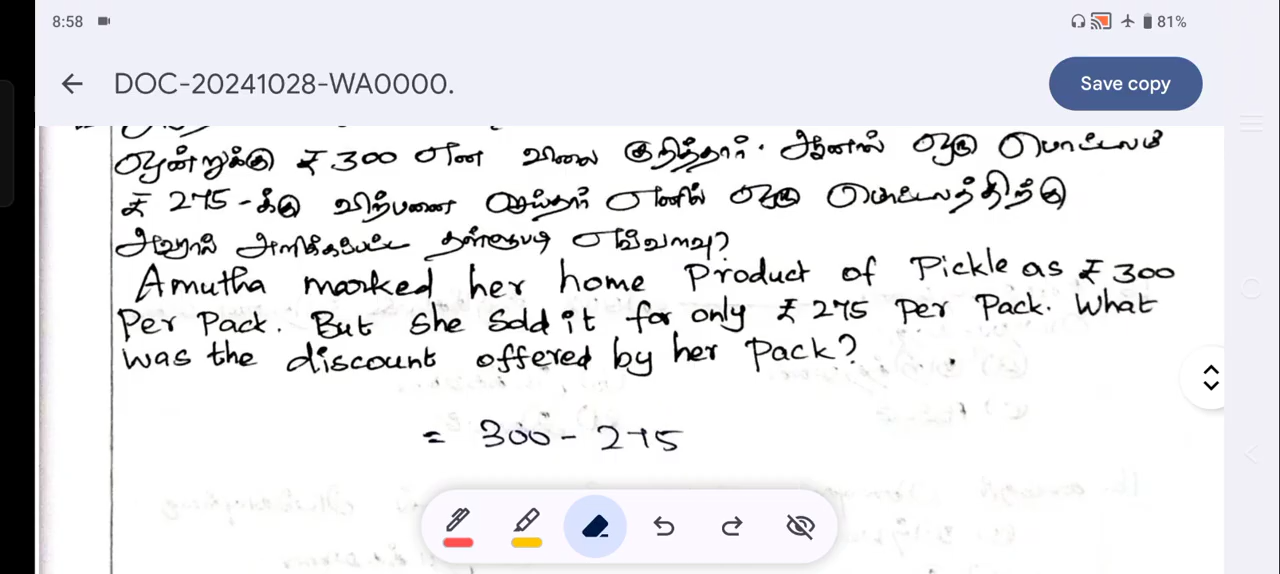 8:58
81%
DOC-20241028-WA0000.
Save copy
ஒன்றுக்கு ₹ 300 என விலை குறித்தார். ஆனால் ஒரு பொட்டலம்
₹ 275-க்கு விற்பனை செய்தார் எனில் ஒரு பொட்டலத்திற்கு
அவரால் அளிக்கப்பட்ட தள்ளுபடி எவ்வளவு?
Amutha marked her home Product of Pickle as ₹ 300
Per Pack. But She Sold it for only ₹ 275 Per Pack. What
was the discount offered by her Pack?
= 300 - 275